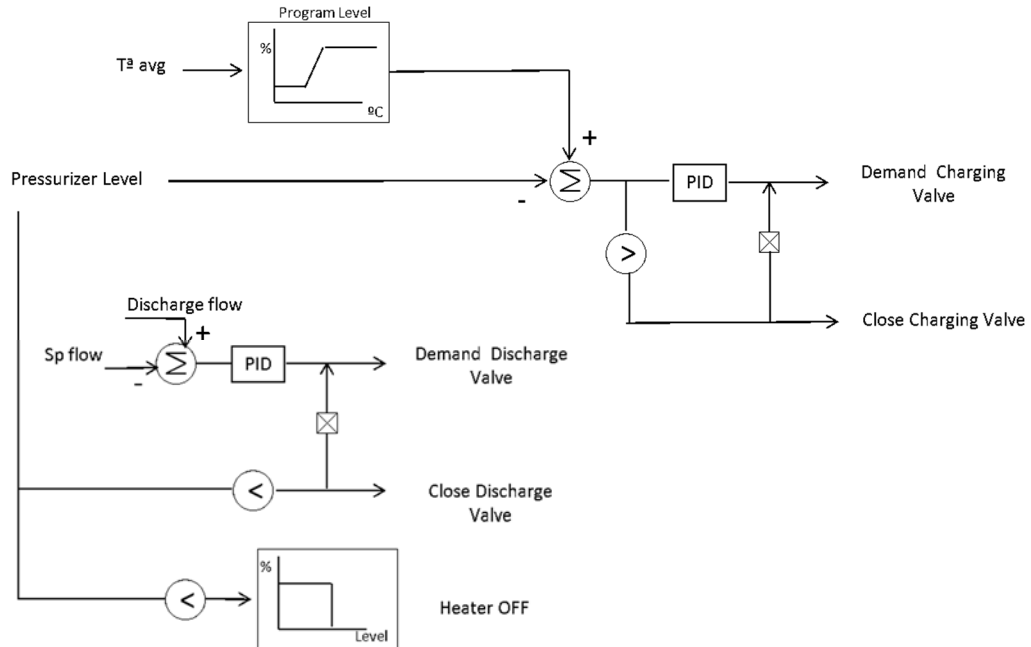 Program Level
%
Tª avg
ºC
+
Pressurizer Level
-
Σ
PID
Demand Charging
Valve
>
Discharge flow
+
Close Charging Valve
Sp flow
-
Σ
PID
Demand Discharge
Valve
<
Close Discharge
Valve
%
<
Heater OFF
Level